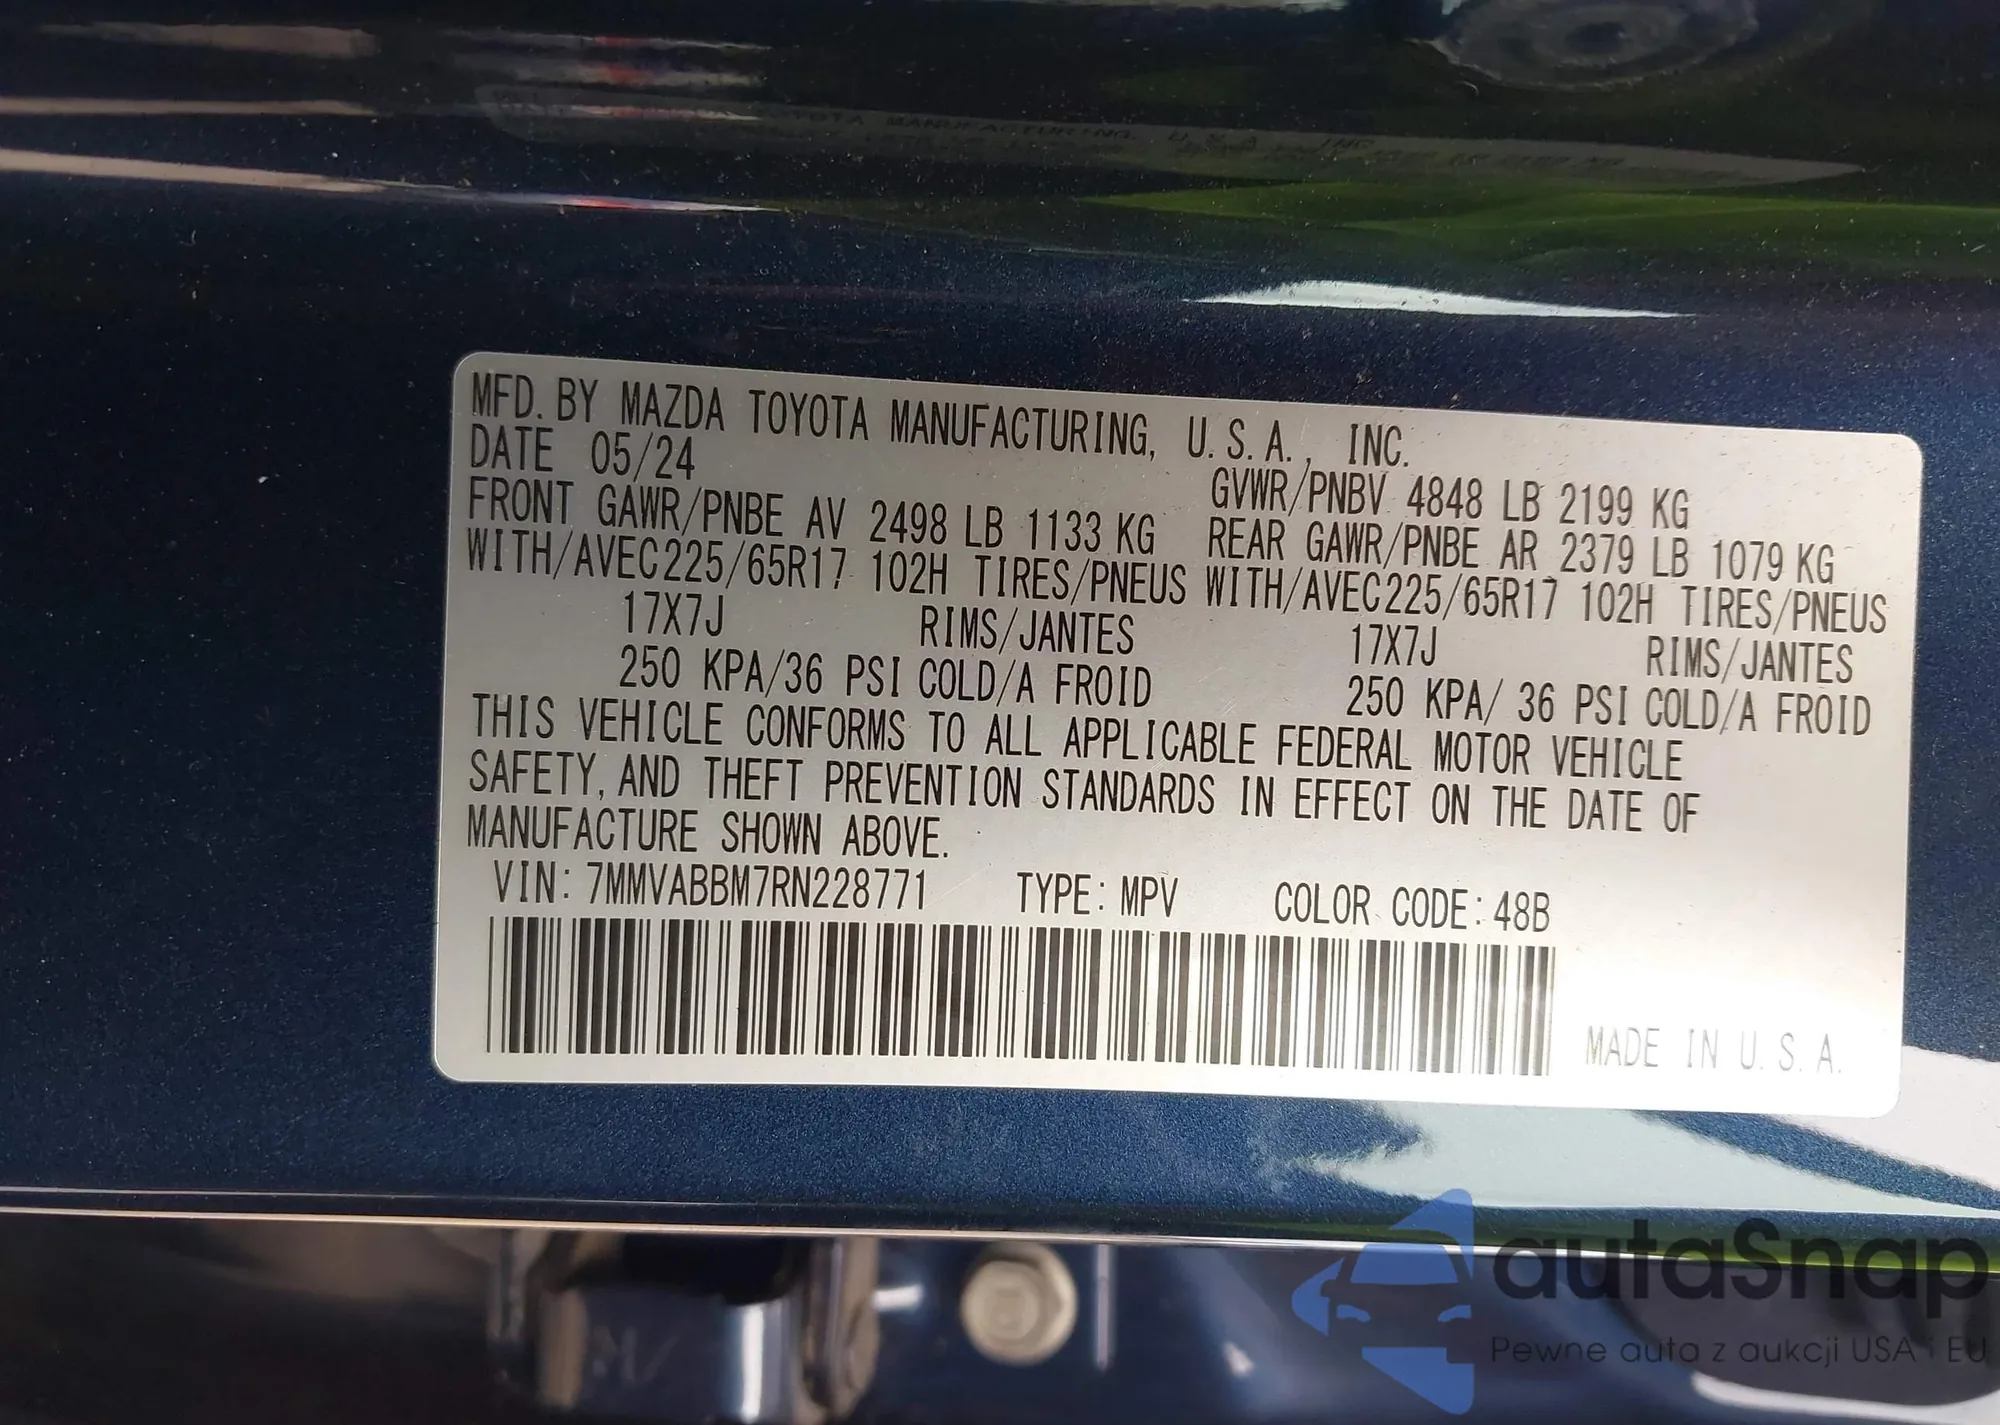 MFD. BY MAZDA TOYOTA MANUFACTURING, U.S.A., INC.
DATE 05/24 GVWR/PNBV 4848 LB 2199 KG
FRONT GAWR/PNBE AV 2498 LB 1133 KG REAR GAWR/PNBE AR 2379 LB 1079 KG
WITH/AVEC225/65R17 102H TIRES/PNEUS WITH/AVEC225/65R17 102H TIRES/PNEUS
17X7J RIMS/JANTES 17X7J RIMS/JANTES
250 KPA/36 PSI COLD/A FROID 250 KPA/ 36 PSI COLD/A FROID
THIS VEHICLE CONFORMS TO ALL APPLICABLE FEDERAL MOTOR VEHICLE
SAFETY, AND THEFT PREVENTION STANDARDS IN EFFECT ON THE DATE OF
MANUFACTURE SHOWN ABOVE.
VIN: 7MMVABBM7RN228771 TYPE: MPV COLOR CODE: 48B
MADE IN U.S.A.
autaSnap
Pewne auta z aukcji USA i EU